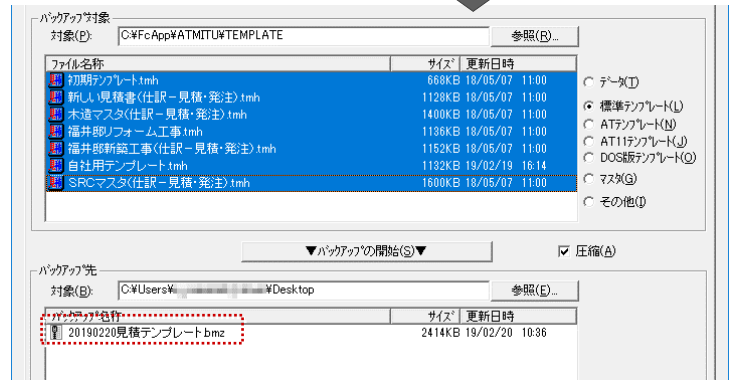 バックアップ対象
対象(P): C:¥FcApp¥ATMITU¥TEMPLATE 参照(R)...
ファイル名称 サイズ 更新日時
初期テンプレート.tmh 668KB 18/05/07 11:00
新しい見積書(仕訳－見積・発注).tmh 1128KB 18/05/07 11:00
木造マスタ(仕訳－見積・発注).tmh 1400KB 18/05/07 11:00
福井邸リフォーム工事.tmh 1136KB 18/05/07 11:00
福井邸新築工事(仕訳－見積・発注).tmh 1152KB 18/05/07 11:00
自社用テンプレート.tmh 1132KB 19/02/19 16:14
SRCマスタ(仕訳－見積・発注).tmh 1600KB 18/05/07 11:00
データ(T)
標準テンプレート(L)
ATテンプレート(N)
AT11テンプレート(J)
DOS版テンプレート(O)
マスタ(G)
その他(I)
▼バックアップの開始(S)▼ 圧縮(A)
バックアップ先
対象(B): C:¥Users¥ ¥Desktop 参照(E)...
バックアップ名称 サイズ 更新日時
20190220見積テンプレート.bmz 2414KB 19/02/20 10:36